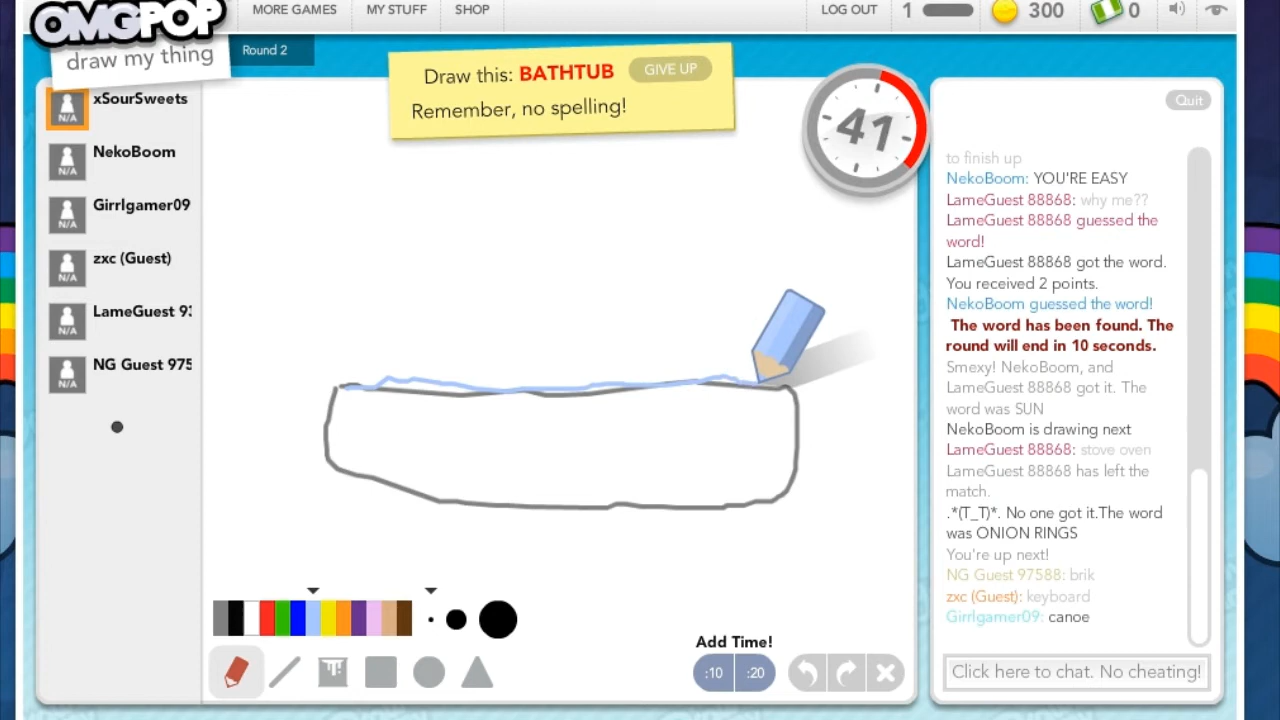 OMGPOP
draw my thing
MORE GAMES
MY STUFF
SHOP
LOG OUT
1
300
0
Round 2
Draw this: BATHTUB
GIVE UP
Remember, no spelling!
41
N/A
xSourSweets
N/A
NekoBoom
N/A
Girrlgamer09
N/A
zxc (Guest)
N/A
LameGuest 93
N/A
NG Guest 975
Quit
to finish up
NekoBoom: YOU'RE EASY
LameGuest 88868: why me??
LameGuest 88868 guessed the
word!
LameGuest 88868 got the word.
You received 2 points.
NekoBoom guessed the word!
The word has been found. The
round will end in 10 seconds.
Smexy! NekoBoom, and
LameGuest 88868 got it. The
word was SUN
NekoBoom is drawing next
LameGuest 88868: stove oven
LameGuest 88868 has left the
match.
.*(T_T)*. No one got it.The word
was ONION RINGS
You're up next!
NG Guest 97588: brik
zxc (Guest): keyboard
Girrlgamer09: canoe
Click here to chat. No cheating!
Add Time!
:10
:20